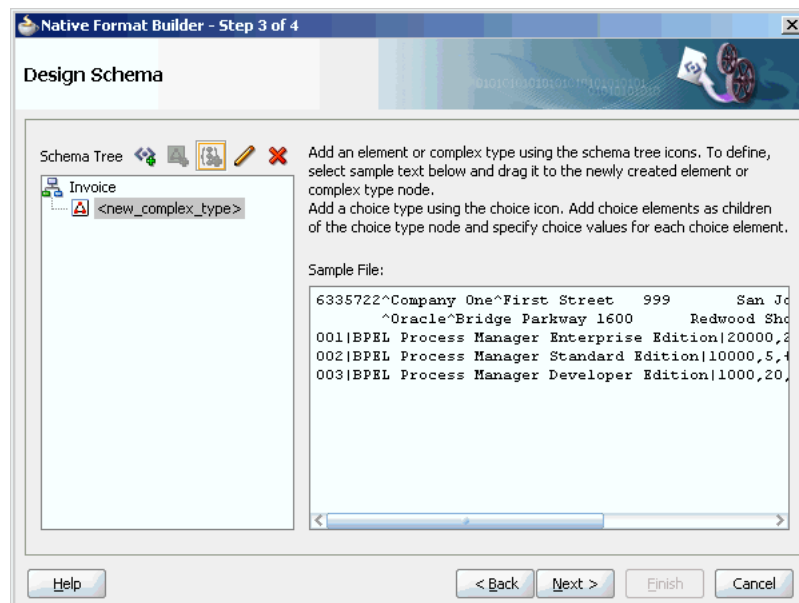 Native Format Builder - Step 3 of 4
Design Schema
Schema Tree
Invoice
<new_complex_type>
Add an element or complex type using the schema tree icons. To define,
select sample text below and drag it to the newly created element or
complex type node.
Add a choice type using the choice icon. Add choice elements as children
of the choice type node and specify choice values for each choice element.
Sample File:
6335722^Company One^First Street 999 San Jo
^Oracle^Bridge Parkway 1600 Redwood Sho
001|BPEL Process Manager Enterprise Edition|20000,2
002|BPEL Process Manager Standard Edition|10000,5,+
003|BPEL Process Manager Developer Edition|1000,20,
Help
< Back
Next >
Finish
Cancel